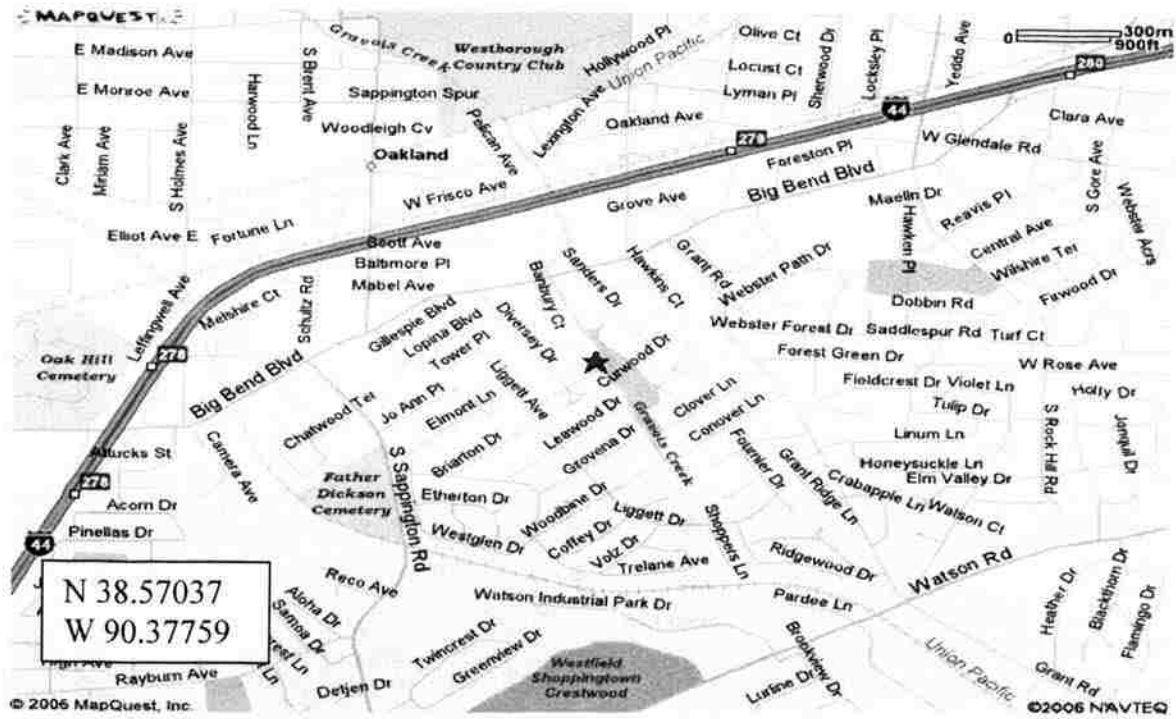 MAPQUEST
300m
0
900ft
E Madison Ave
S Brent Ave
Gravois Creek
Westborough
Country Club
Hollywood Pl
Union Pacific
Olive Ct
Locust Ct
Lyman Pl
Sherwood Dr
Locksley Pl
Yeddo Ave
280
E Monroe Ave
Harwood Ln
Sappington Spur
Woodleigh Cv
Oakland
Pelican Ave
Lexington Ave
Oakland Ave
44
279
Clara Ave
W Glendale Rd
Foreston Pl
Big Bend Blvd
Clark Ave
Miriam Ave
S Holmes Ave
W Frisco Ave
Grove Ave
Maelin Dr
Hawken Pl
Reavis Pl
S Gore Ave
Webster Acrs
Elliot Ave E
Fortune Ln
Scott Ave
Baltimore Pl
Mabel Ave
Sanders Dr
Hawkins Ct
Grant Rd
Webster Path Dr
Central Ave
Wilshire Ter
Firwood Dr
Leffingwell Ave
Melshire Ct
Schultz Rd
Banbury Ct
Dobbin Rd
Gillespie Blvd
Lopina Blvd
Tower Pl
Diversey Dr
Webster Forest Dr
Saddlespur Rd
Turf Ct
Forest Green Dr
W Rose Ave
Oak Hill
Cemetery
278
Big Bend Blvd
Curwood Dr
Fieldcrest Dr
Violet Ln
Holly Dr
Chatwood Ter
Jo Ann Pl
Elmont Ln
Liggett Ave
Leawood Dr
Clover Ln
Conover Ln
Tulip Dr
Linum Ln
S Rock Hill Rd
Jonquil Dr
Camera Ave
Briarton Dr
Grovena Dr
Gravois Creek
Fournier Dr
Grant Ridge Ln
Honeysuckle Ln
Elm Valley Dr
Attucks St
278
Father
Dickson
Cemetery
S Sappington Rd
Etherton Dr
Woodbine Dr
Crabapple Ln
Watson Ct
Acorn Dr
Pinellas Dr
44
Westglen Dr
Coffey Dr
Volz Dr
Liggett Dr
Trelane Ave
Shoppers Ln
Ridgewood Dr
Watson Rd
N 38.57037
W 90.37759
Reco Ave
Aloha Dr
Samoa Dr
Watson Industrial Park Dr
Pardee Ln
Heather Dr
Blackthorn Dr
Flamingo Dr
Rayburn Ave
Deljen Dr
Twincrest Dr
Greenview Dr
Westfield
Shoppingtown
Crestwood
Brookview Dr
Lurline Dr
Union Pacific
Grant Rd
© 2006 MapQuest, Inc.
©2006 NAVTEQ